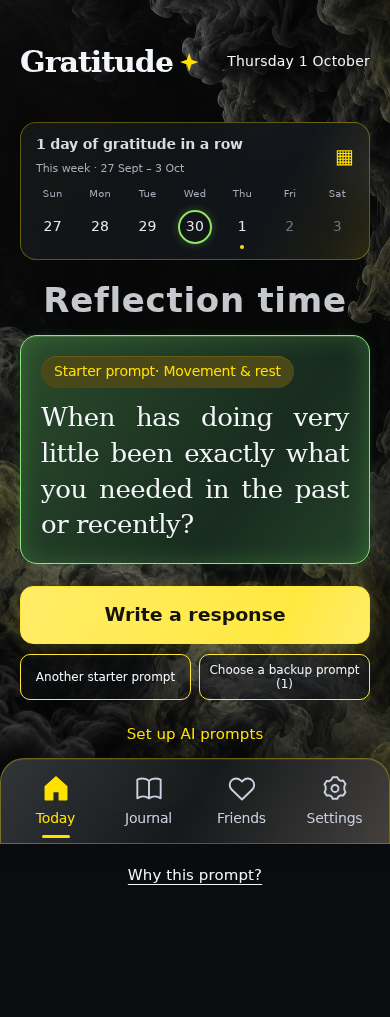 Gratitude
Thursday 1 October
1 day of gratitude in a row
This week · 27 Sept – 3 Oct
Sun Mon Tue Wed Thu Fri Sat
27 28 29 30 1 2 3
Reflection time
Starter prompt· Movement & rest
When has doing very
little been exactly what
you needed in the past
or recently?
Write a response
Another starter prompt
Choose a backup prompt
(1)
Set up AI prompts
Today Journal Friends Settings
Why this prompt?